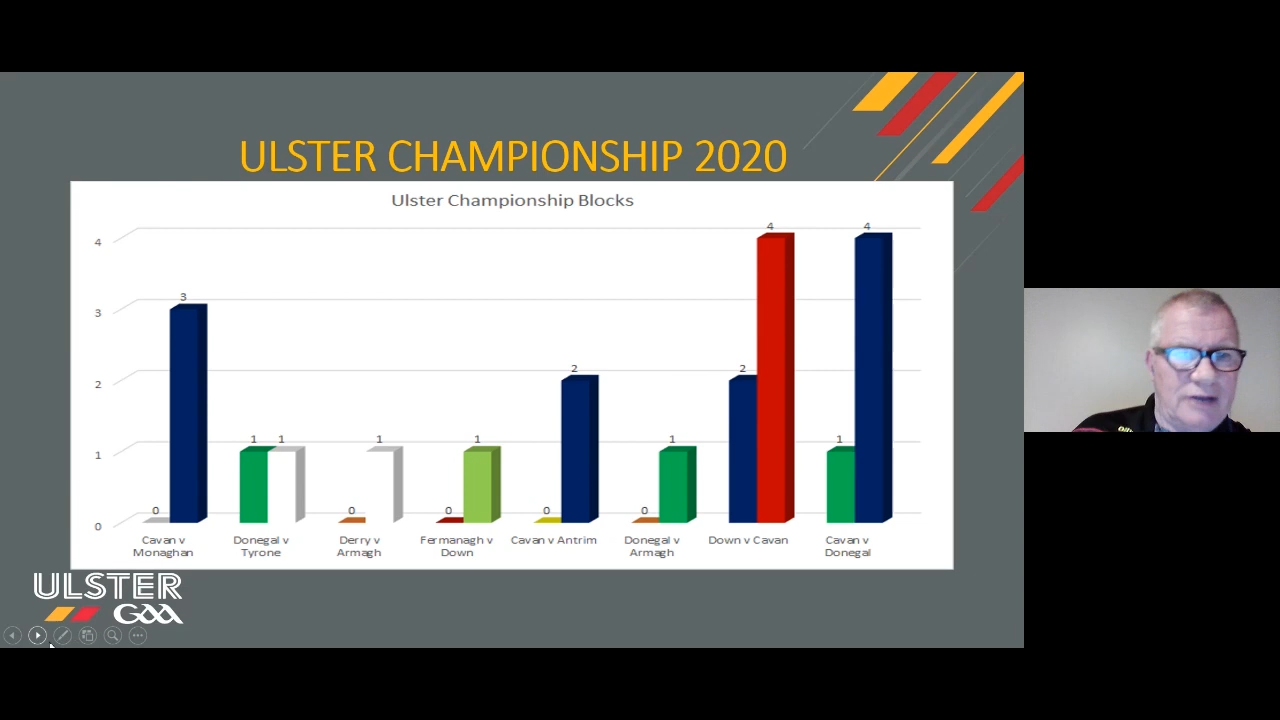 ULSTER CHAMPIONSHIP 2020
Ulster Championship Blocks
4
3
2
1
0
0
3
1
1
0
1
0
1
0
2
0
1
2
4
1
4
Cavan v
Monaghan
Donegal v
Tyrone
Derry v
Armagh
Fermanagh v
Down
Cavan v Antrim
Donegal v
Armagh
Down v Cavan
Cavan v
Donegal
ULSTER
GAA